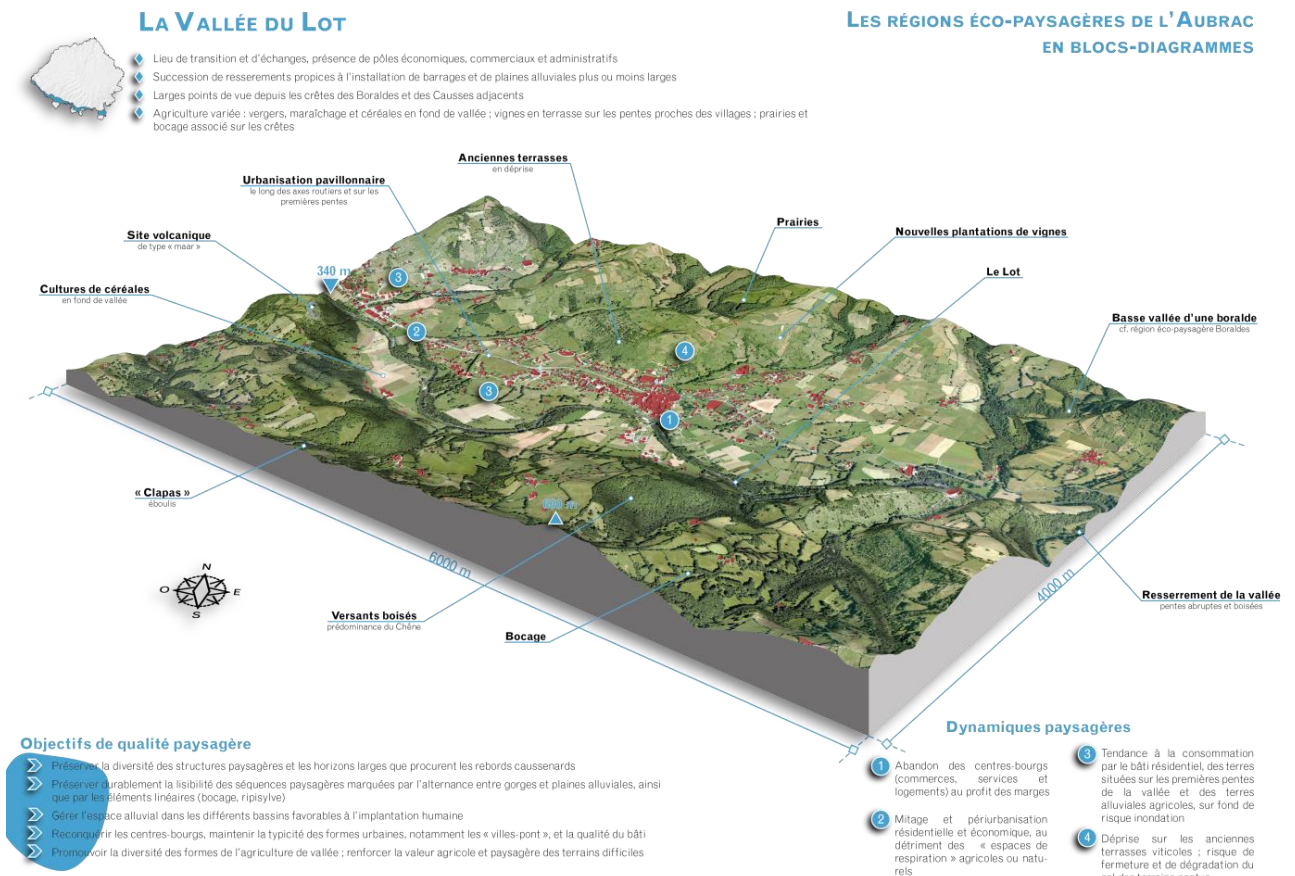 LA VALLÉE DU LOT
LES RÉGIONS ÉCO-PAYSAGÈRES DE L'AUBRAC
EN BLOCS-DIAGRAMMES
Lieu de transition et d'échanges, présence de pôles économiques, commerciaux et administratifs
Succession de resserements propices à l'installation de barrages et de plaines alluviales plus ou moins larges
Larges points de vue depuis les crêtes des Boraldes et des Causses adjacents
Agriculture variée : vergers, maraîchage et céréales en fond de vallée ; vignes en terrasse sur les pentes proches des villages ; prairies et
bocage associé sur les crêtes
Anciennes terrasses
en déprise
Urbanisation pavillonnaire
le long des axes routiers et sur les
premières pentes
Prairies
Nouvelles plantations de vignes
Site volcanique
de type « maar »
Le Lot
340 m
Cultures de céréales
en fond de vallée
Basse vallée d'une boralde
cf. région éco-paysagère Boraldes
3
2
4
3
1
« Clapas »
éboulis
6000 m
4000 m
N
O
E
S
Resserrement de la vallée
pentes abruptes et boisées
Versants boisés
prédominance du Chêne
Bocage
Objectifs de qualité paysagère
Préserver la diversité des structures paysagères et les horizons larges que procurent les rebords caussenards
Préserver durablement la lisibilité des séquences paysagères marquées par l'alternance entre gorges et plaines alluviales, ainsi
que par les éléments linéaires (bocage, ripisylve)
Gérer l'espace alluvial dans les différents bassins favorables à l'implantation humaine
Reconquérir les centres-bourgs, maintenir la typicité des formes urbaines, notamment les « villes-pont », et la qualité du bâti
Promouvoir la diversité des formes de l'agriculture de vallée ; renforcer la valeur agricole et paysagère des terrains difficiles
Dynamiques paysagères
1 Abandon des centres-bourgs
(commerces, services et
logements) au profit des marges
2 Mitage et périurbanisation
résidentielle et économique, au
détriment des « espaces de
respiration » agricoles ou natu-
rels
3 Tendance à la consommation
par le bâti résidentiel, des terres
situées sur les premières pentes
de la vallée et des terres
alluviales agricoles, sur fond de
risque inondation
4 Déprise sur les anciennes
terrasses viticoles ; risque de
fermeture et de dégradation du